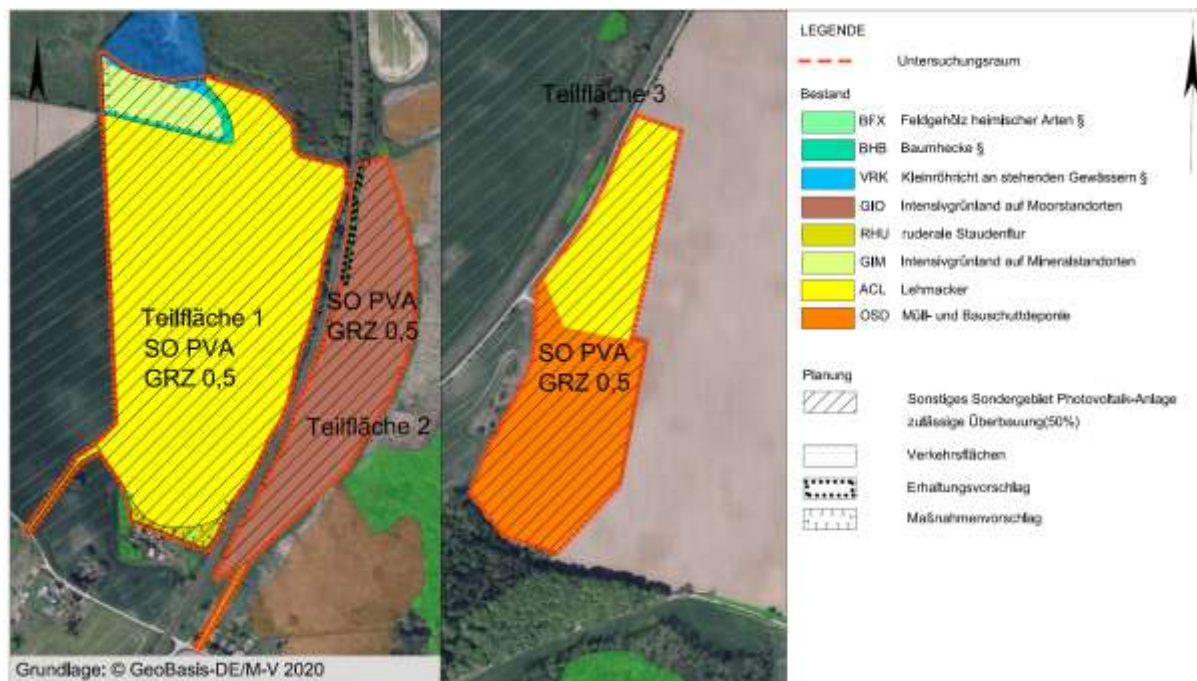 Teilfläche 1
SO PVA
GRZ 0,5
SO PVA
GRZ 0,5
Teilfläche 2
Grundlage: © GeoBasis-DE/M-V 2020
Teilfläche 3
SO PVA
GRZ 0,5
LEGENDE
Untersuchungsraum
Bestand
BFX Feldgehölz heimischer Arten §
BHB Baumhecke §
VRK Kleinröhricht an stehenden Gewässern §
GIO Intensivgrünland auf Moorstandorten
RHU ruderale Staudenflur
GIM Intensivgrünland auf Mineralstandorten
ACL Lehmacker
OSD Müll- und Bauschuttdeponie
Planung
Sonstiges Sondergebiet Photovoltaik-Anlage
zulässige Überbauung(50%)
Verkehrsflächen
Erhaltungsvorschlag
Maßnahmenvorschlag